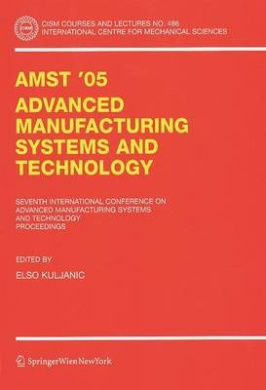 CISM COURSES AND LECTURES NO. 486
INTERNATIONAL CENTRE FOR MECHANICAL SCIENCES
AMST '05
ADVANCED
MANUFACTURING
SYSTEMS AND
TECHNOLOGY
SEVENTH INTERNATIONAL CONFERENCE ON
ADVANCED MANUFACTURING SYSTEMS
AND TECHNOLOGY
PROCEEDINGS
EDITED BY
ELSO KULJANIC
SpringerWienNewYork